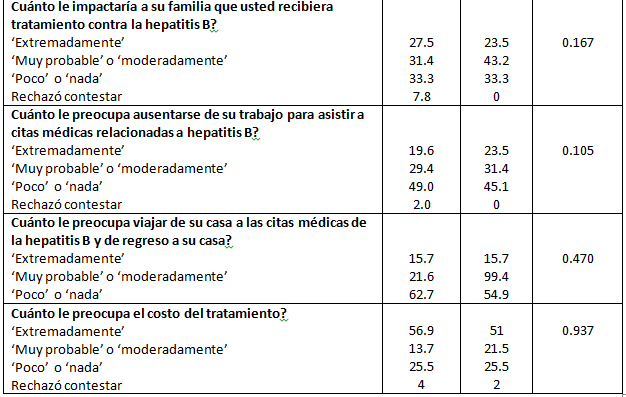 Cuánto le impactaría a su familia que usted recibiera
tratamiento contra la hepatitis B?
'Extremadamente' 27.5 23.5 0.167
'Muy probable' o 'moderadamente' 31.4 43.2
'Poco' o 'nada' 33.3 33.3
Rechazó contestar 7.8 0
Cuánto le preocupa ausentarse de su trabajo para asistir a
citas médicas relacionadas a hepatitis B?
'Extremadamente' 19.6 23.5 0.105
'Muy probable' o 'moderadamente' 29.4 31.4
'Poco' o 'nada' 49.0 45.1
Rechazó contestar 2.0 0
Cuánto le preocupa viajar de su casa a las citas médicas de
la hepatitis B y de regreso a su casa?
'Extremadamente' 15.7 15.7 0.470
'Muy probable' o 'moderadamente' 21.6 99.4
'Poco' o 'nada' 62.7 54.9
Cuánto le preocupa el costo del tratamiento?
'Extremadamente' 56.9 51 0.937
'Muy probable' o 'moderadamente' 13.7 21.5
'Poco' o 'nada' 25.5 25.5
Rechazó contestar 4 2